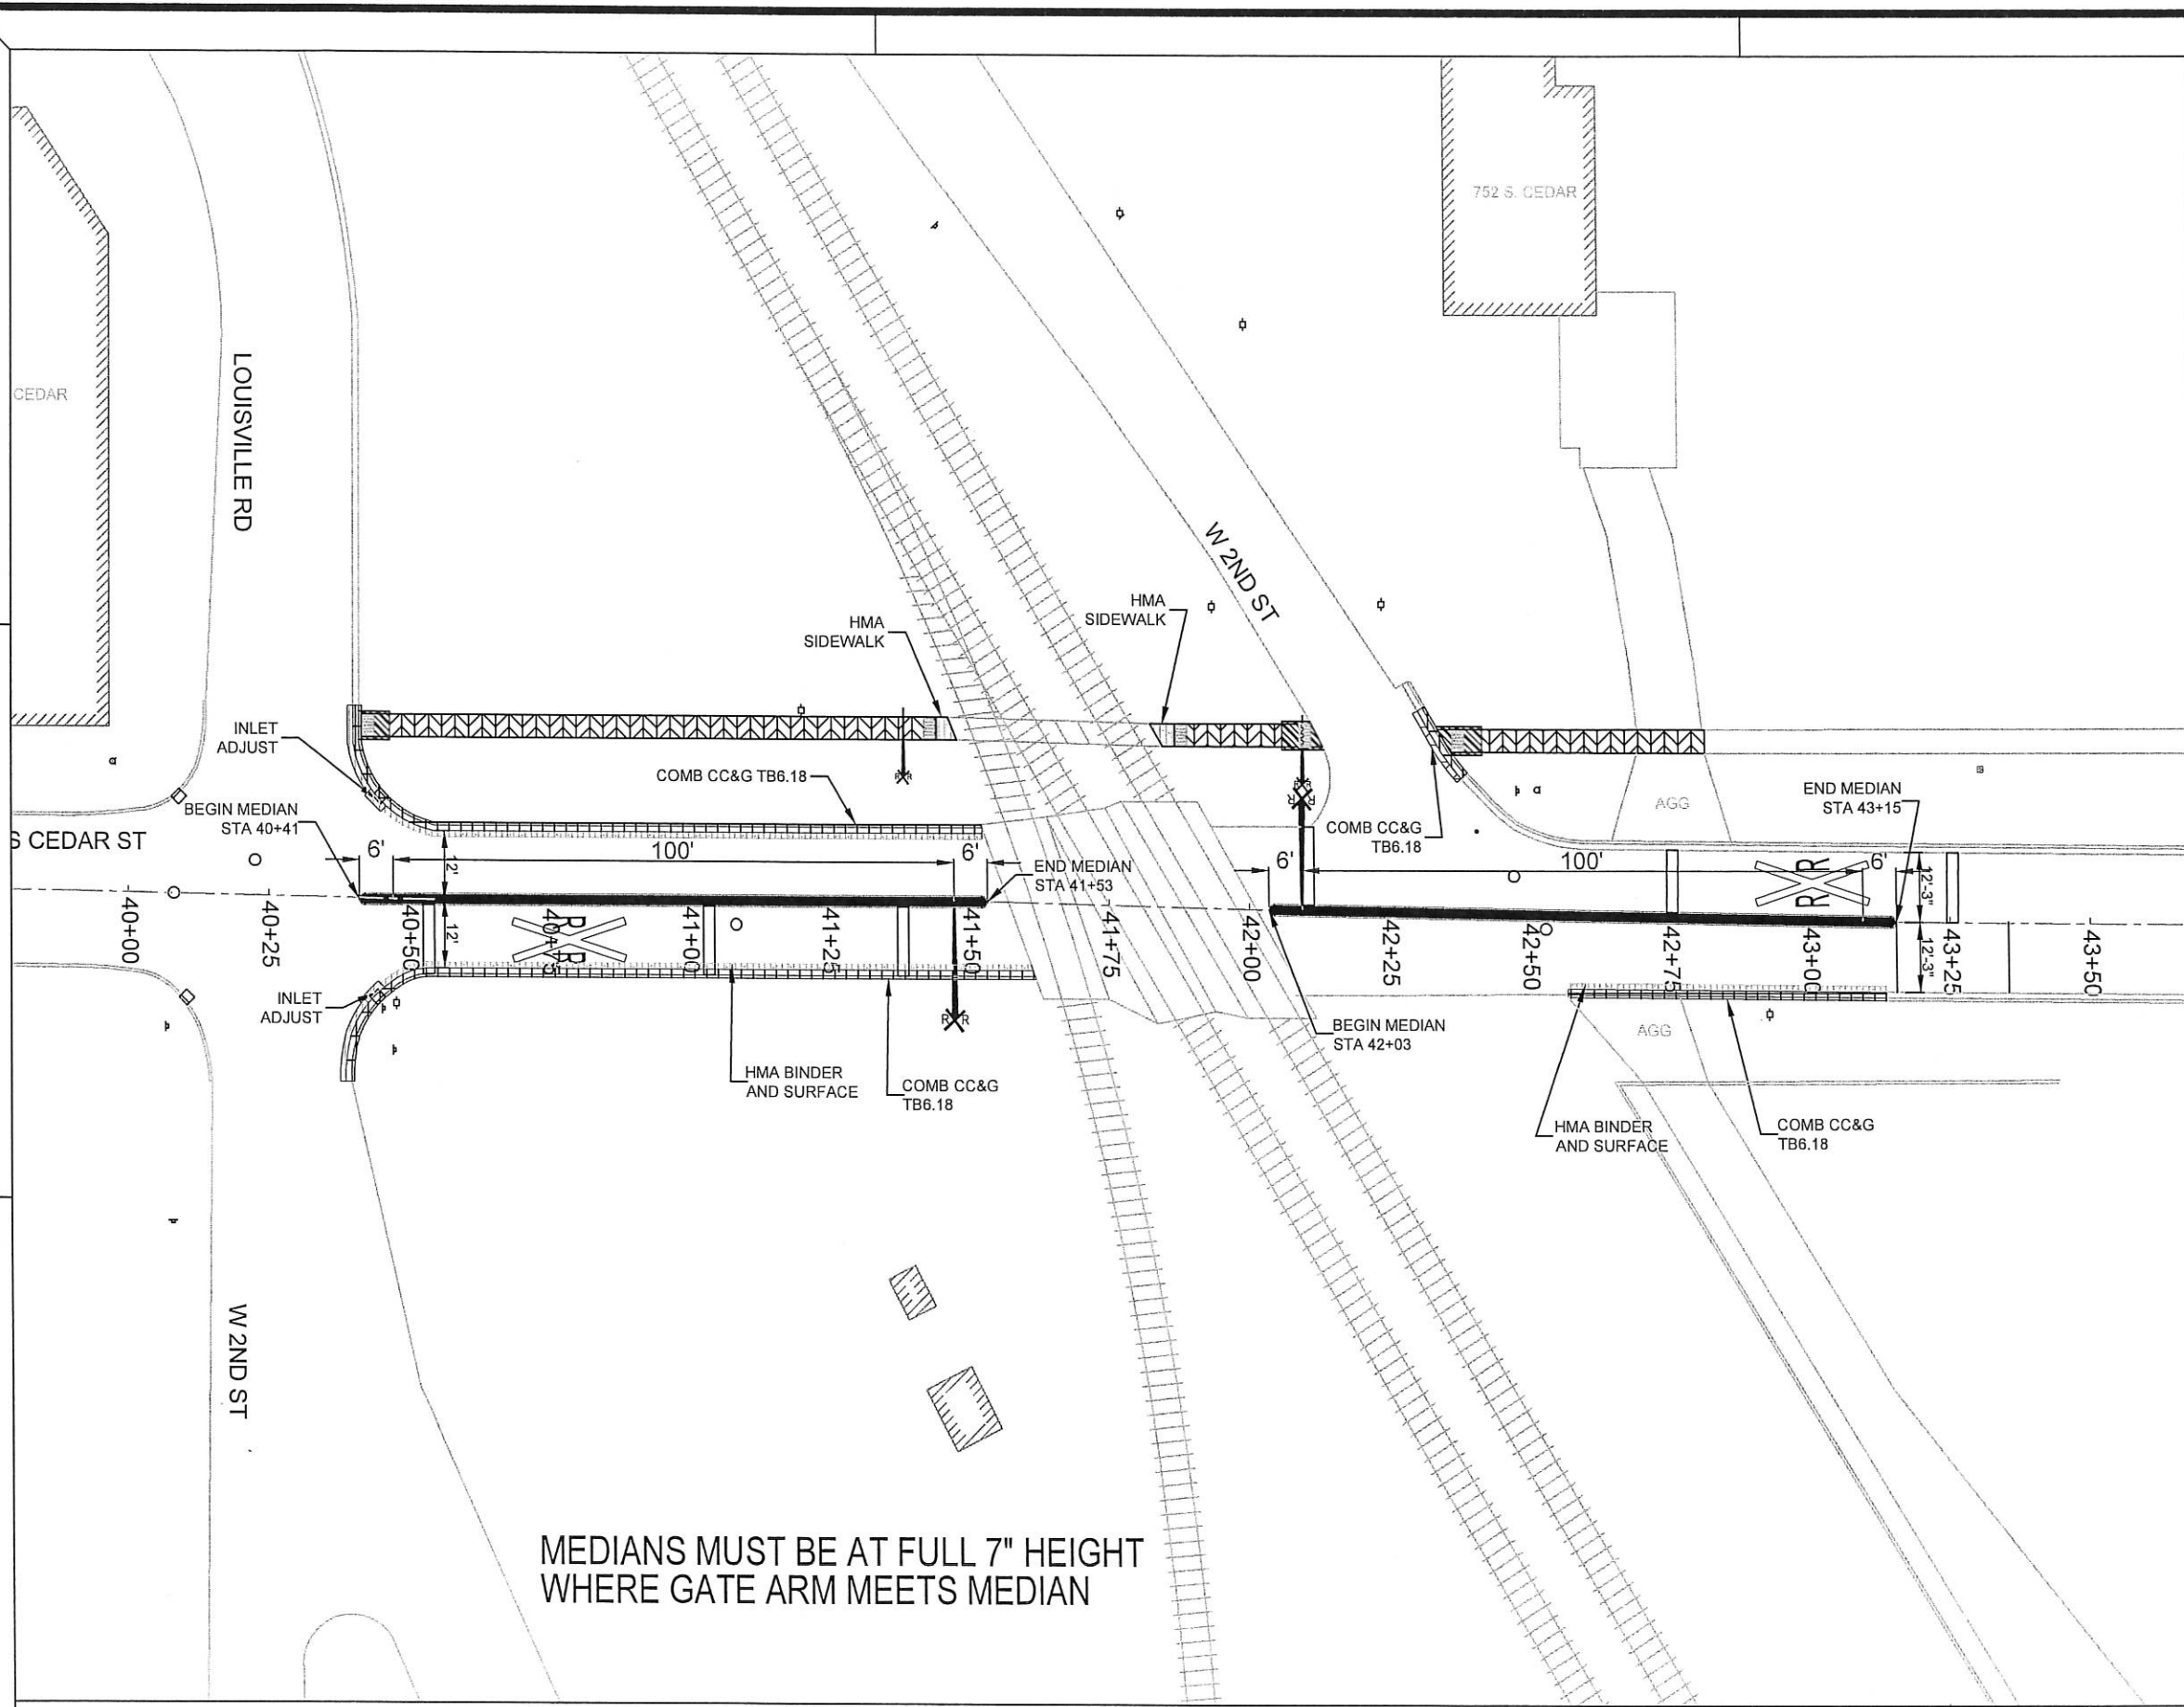 752 S. CEDAR
LOUISVILLE RD
CEDAR
W 2ND ST
HMA
SIDEWALK
HMA
SIDEWALK
INLET
ADJUST
COMB CC&G TB6.18
BEGIN MEDIAN
STA 40+41
S CEDAR ST
6'
100'
6'
12'
12'
END MEDIAN
STA 41+53
COMB CC&G
TB6.18
AGG
END MEDIAN
STA 43+15
6'
100'
6'
12'-3"
12'-3"
R R
R R
R R
R R
R R
40+00
40+25
40+50
40+75
41+00
41+25
41+50
41+75
42+00
42+25
42+50
42+75
43+00
43+25
43+50
INLET
ADJUST
HMA BINDER
AND SURFACE
COMB CC&G
TB6.18
BEGIN MEDIAN
STA 42+03
AGG
HMA BINDER
AND SURFACE
COMB CC&G
TB6.18
W 2ND ST
MEDIANS MUST BE AT FULL 7" HEIGHT
WHERE GATE ARM MEETS MEDIAN